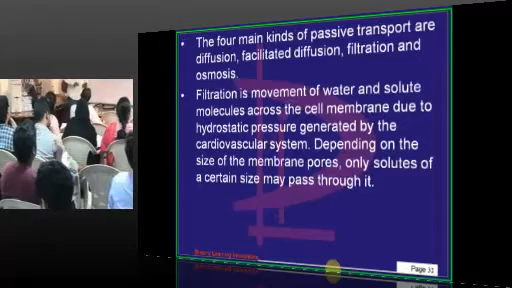 • The four main kinds of passive transport are
diffusion, facilitated diffusion, filtration and
osmosis.
• Filtration is movement of water and solute
molecules across the cell membrane due to
hydrostatic pressure generated by the
cardiovascular system. Depending on the
size of the membrane pores, only solutes of
a certain size may pass through it.
Page